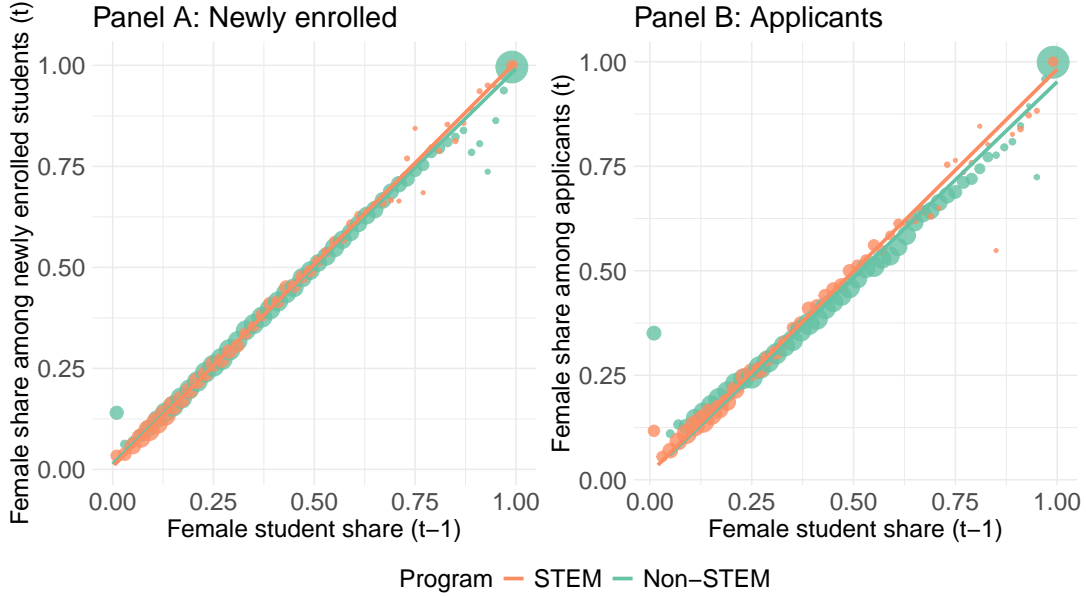 Panel A: Newly enrolled
Female share among newly enrolled students (t)
1.00
0.75
0.50
0.25
0.00
0.00 0.25 0.50 0.75 1.00
Female student share (t−1)
Panel B: Applicants
Female share among applicants (t)
1.00
0.75
0.50
0.25
0.00
0.00 0.25 0.50 0.75 1.00
Female student share (t−1)
Program STEM Non−STEM